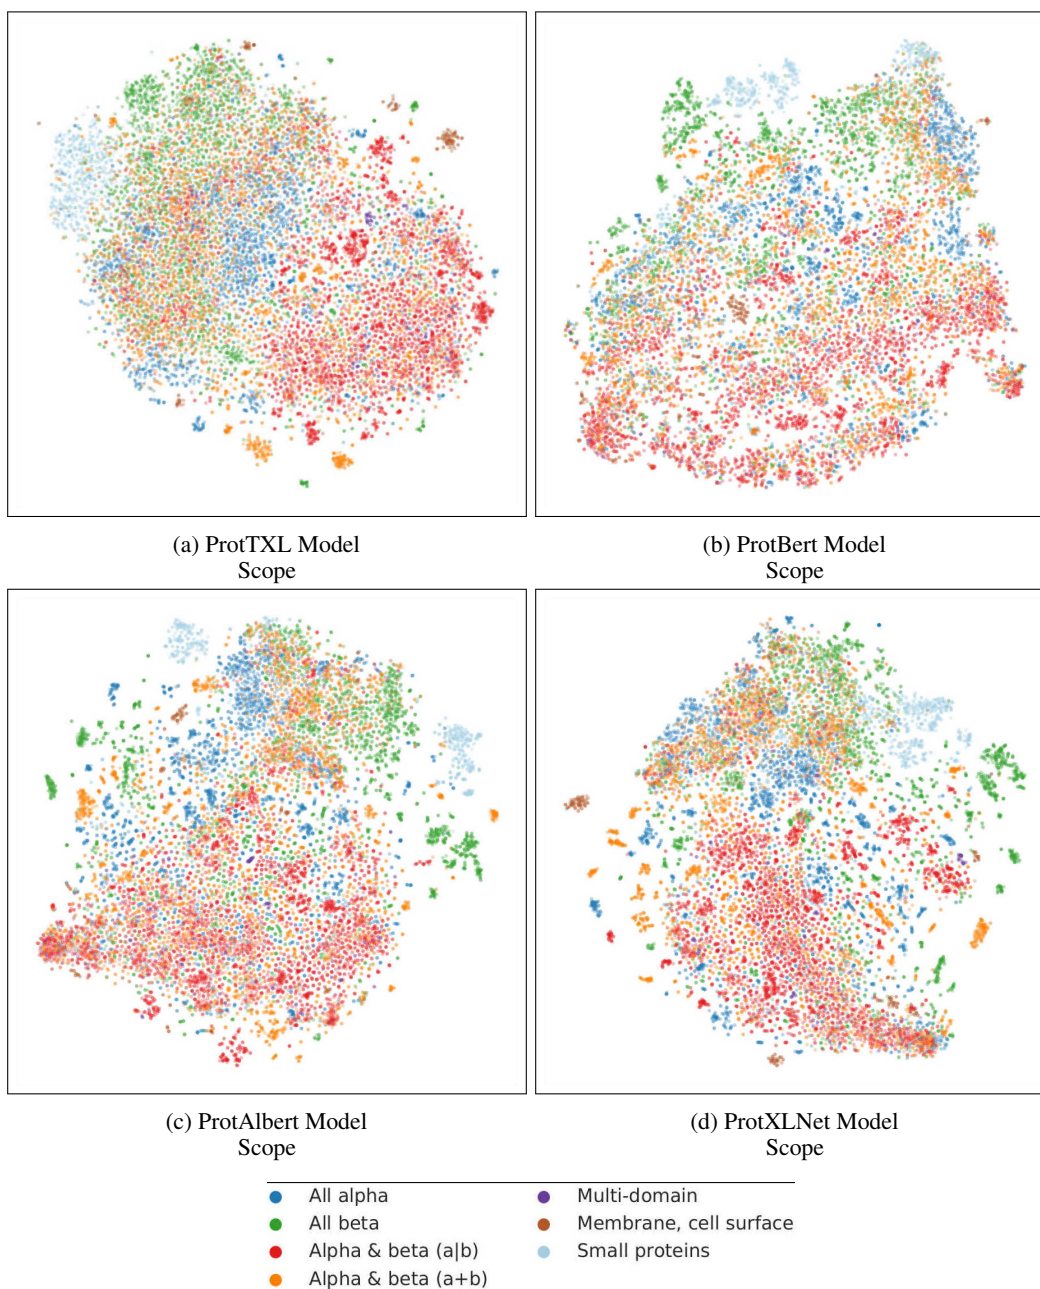 (a) ProtTXL Model
Scope
(b) ProtBert Model
Scope
(c) ProtAlbert Model
Scope
(d) ProtXLNet Model
Scope
All alpha
All beta
Alpha & beta (a|b)
Alpha & beta (a+b)
Multi-domain
Membrane, cell surface
Small proteins